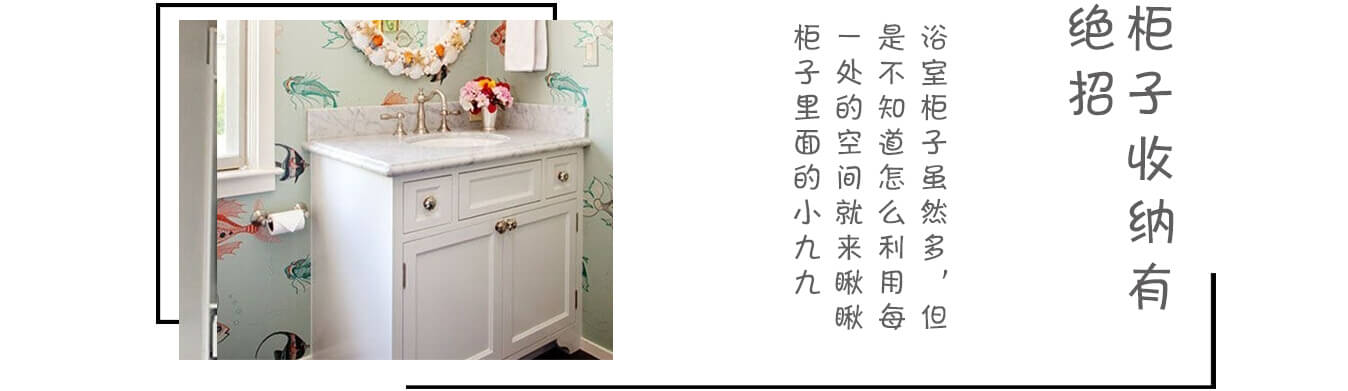 柜子收纳有
绝招
浴室柜子虽然多，但
是不知道怎么利用每
一处的空间就来瞅瞅
柜子里面的小九九